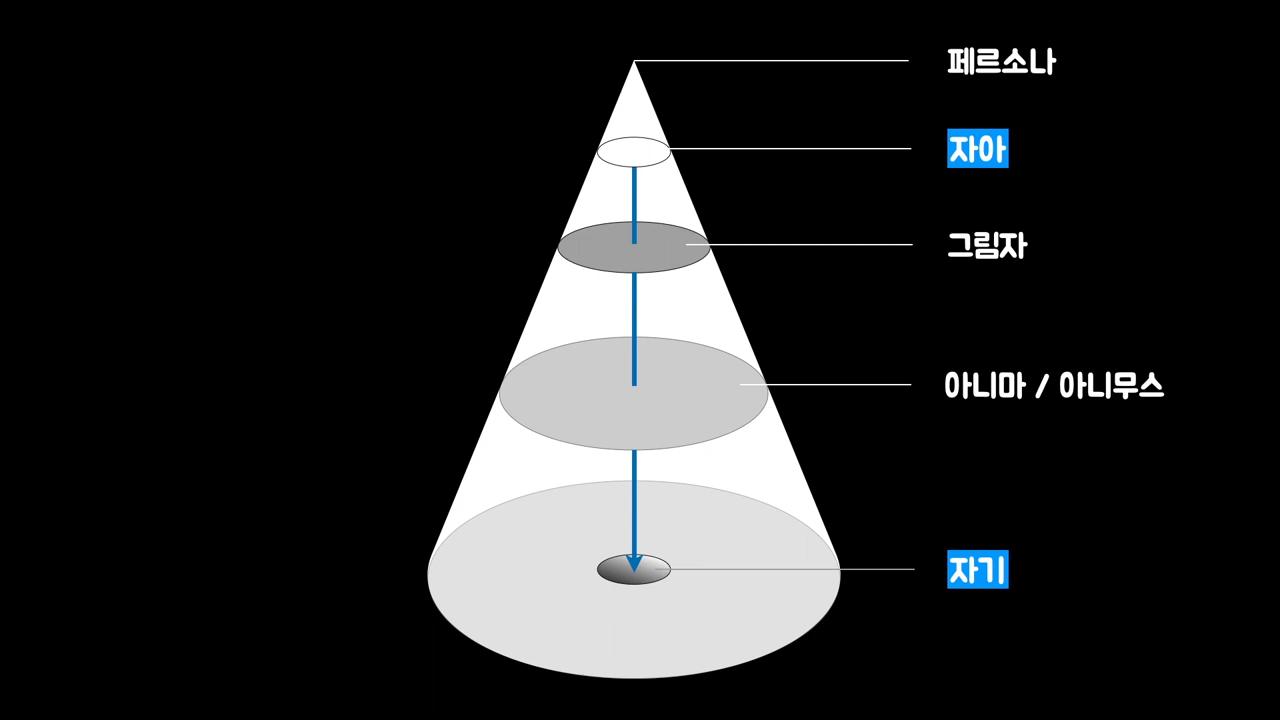 페르소나
자아
그림자
아니마 / 아니무스
자기